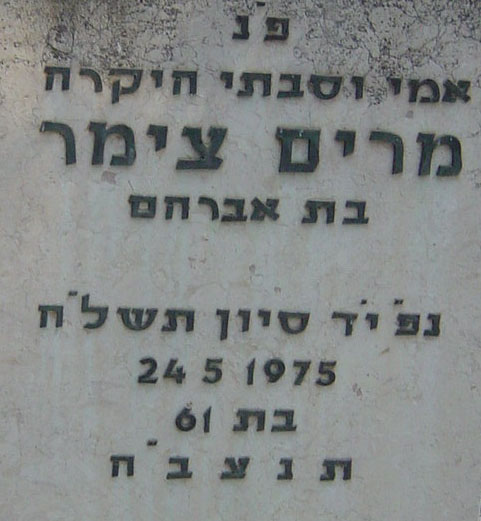 פ״נ
אמי וסבתי היקרה
מרים צימר
בת אברהם
נפ׳ י״ד סיון תשל״ה
24 5 1975
בת 61
ת נ צ ב ״ה